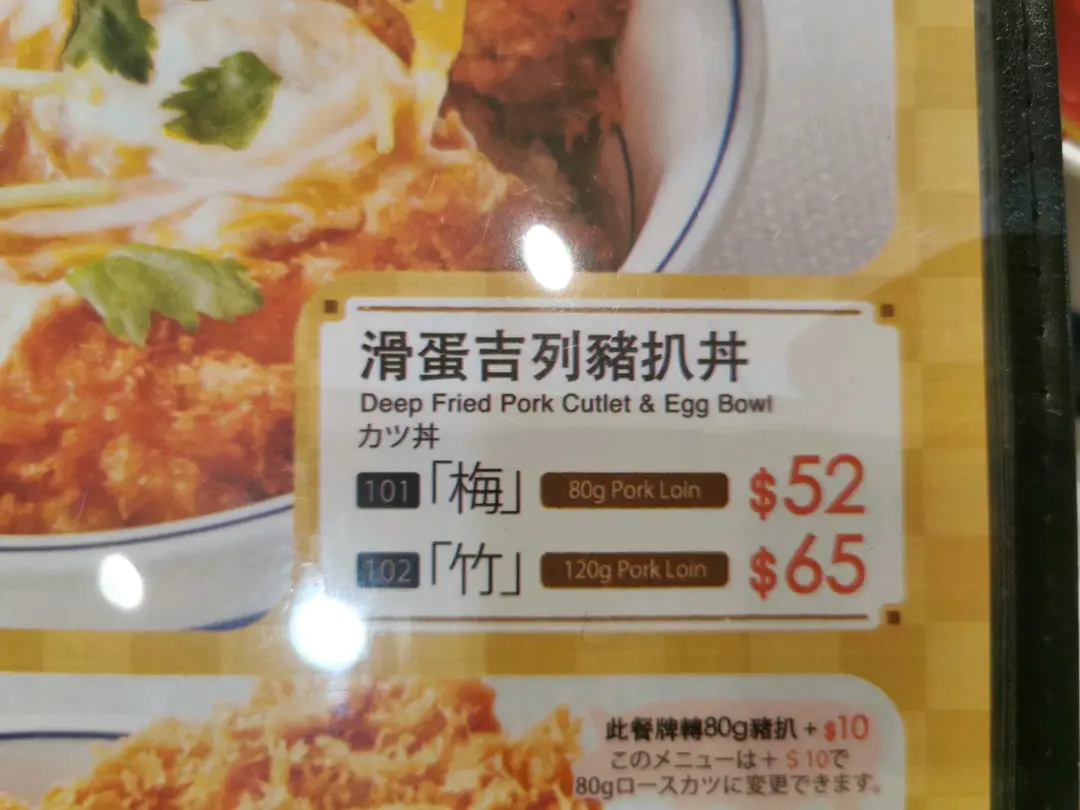 滑蛋吉列豬扒丼
Deep Fried Pork Cutlet & Egg Bowl
カツ丼
101「梅」 80g Pork Loin $52
102「竹」 120g Pork Loin $65
此餐牌轉80g豬扒 + $10
このメニューは+$10で
80gロースカツに変更できます。